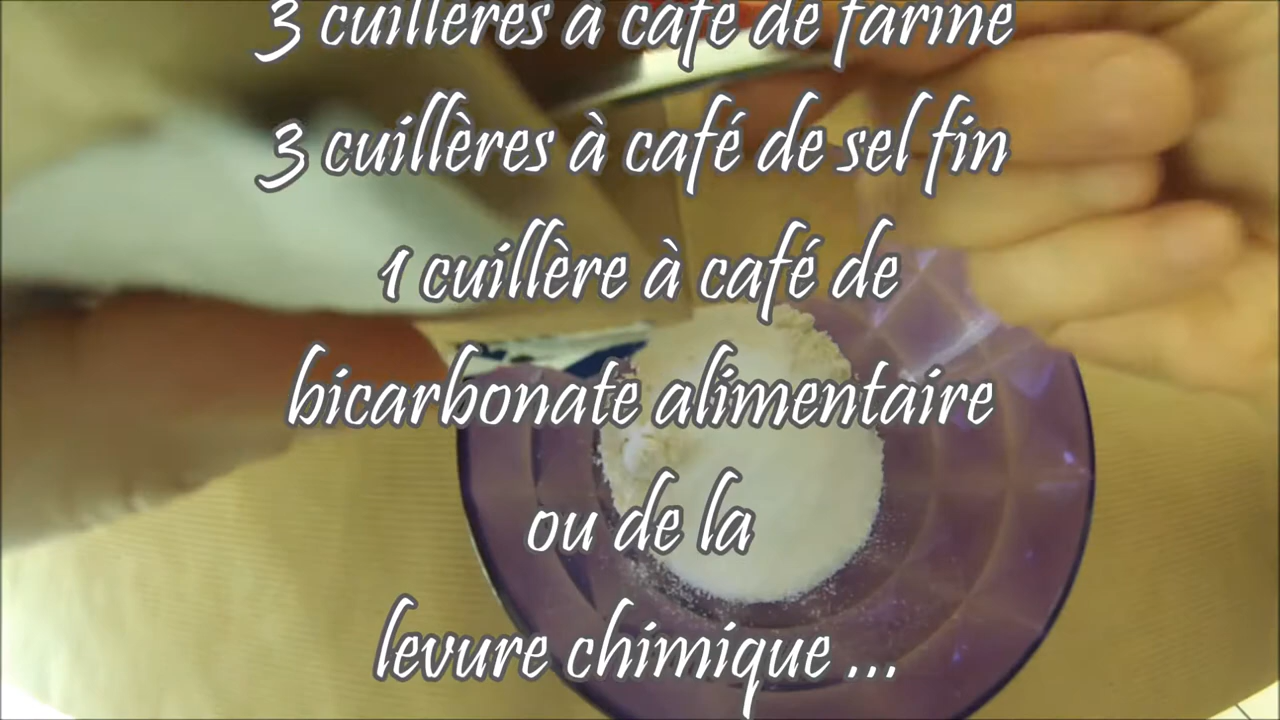 3 cuillères à café de farine
3 cuillères à café de sel fin
1 cuillère à café de
bicarbonate alimentaire
ou de la
levure chimique ...